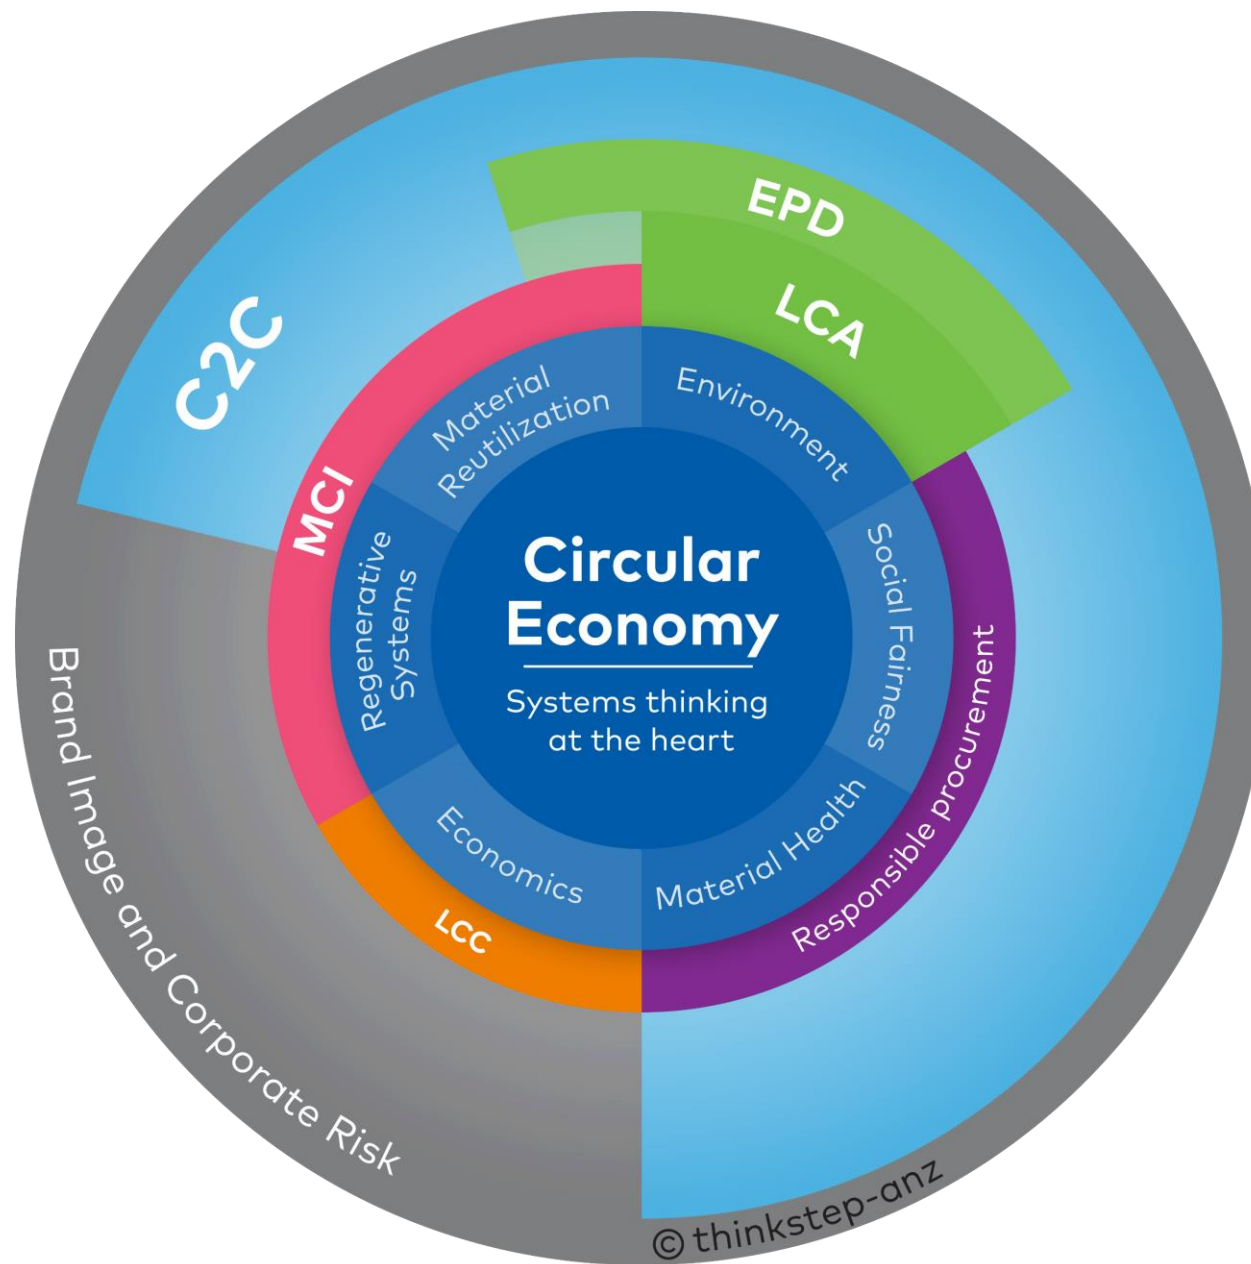 EPD
LCA
C2C
MCI
Material
Reutilization
Environment
Regenerative
Systems
Social Fairness
Circular
Economy
Systems thinking
at the heart
Economics
Material Health
LCC
Responsible procurement
Brand Image and Corporate Risk
© thinkstep-anz